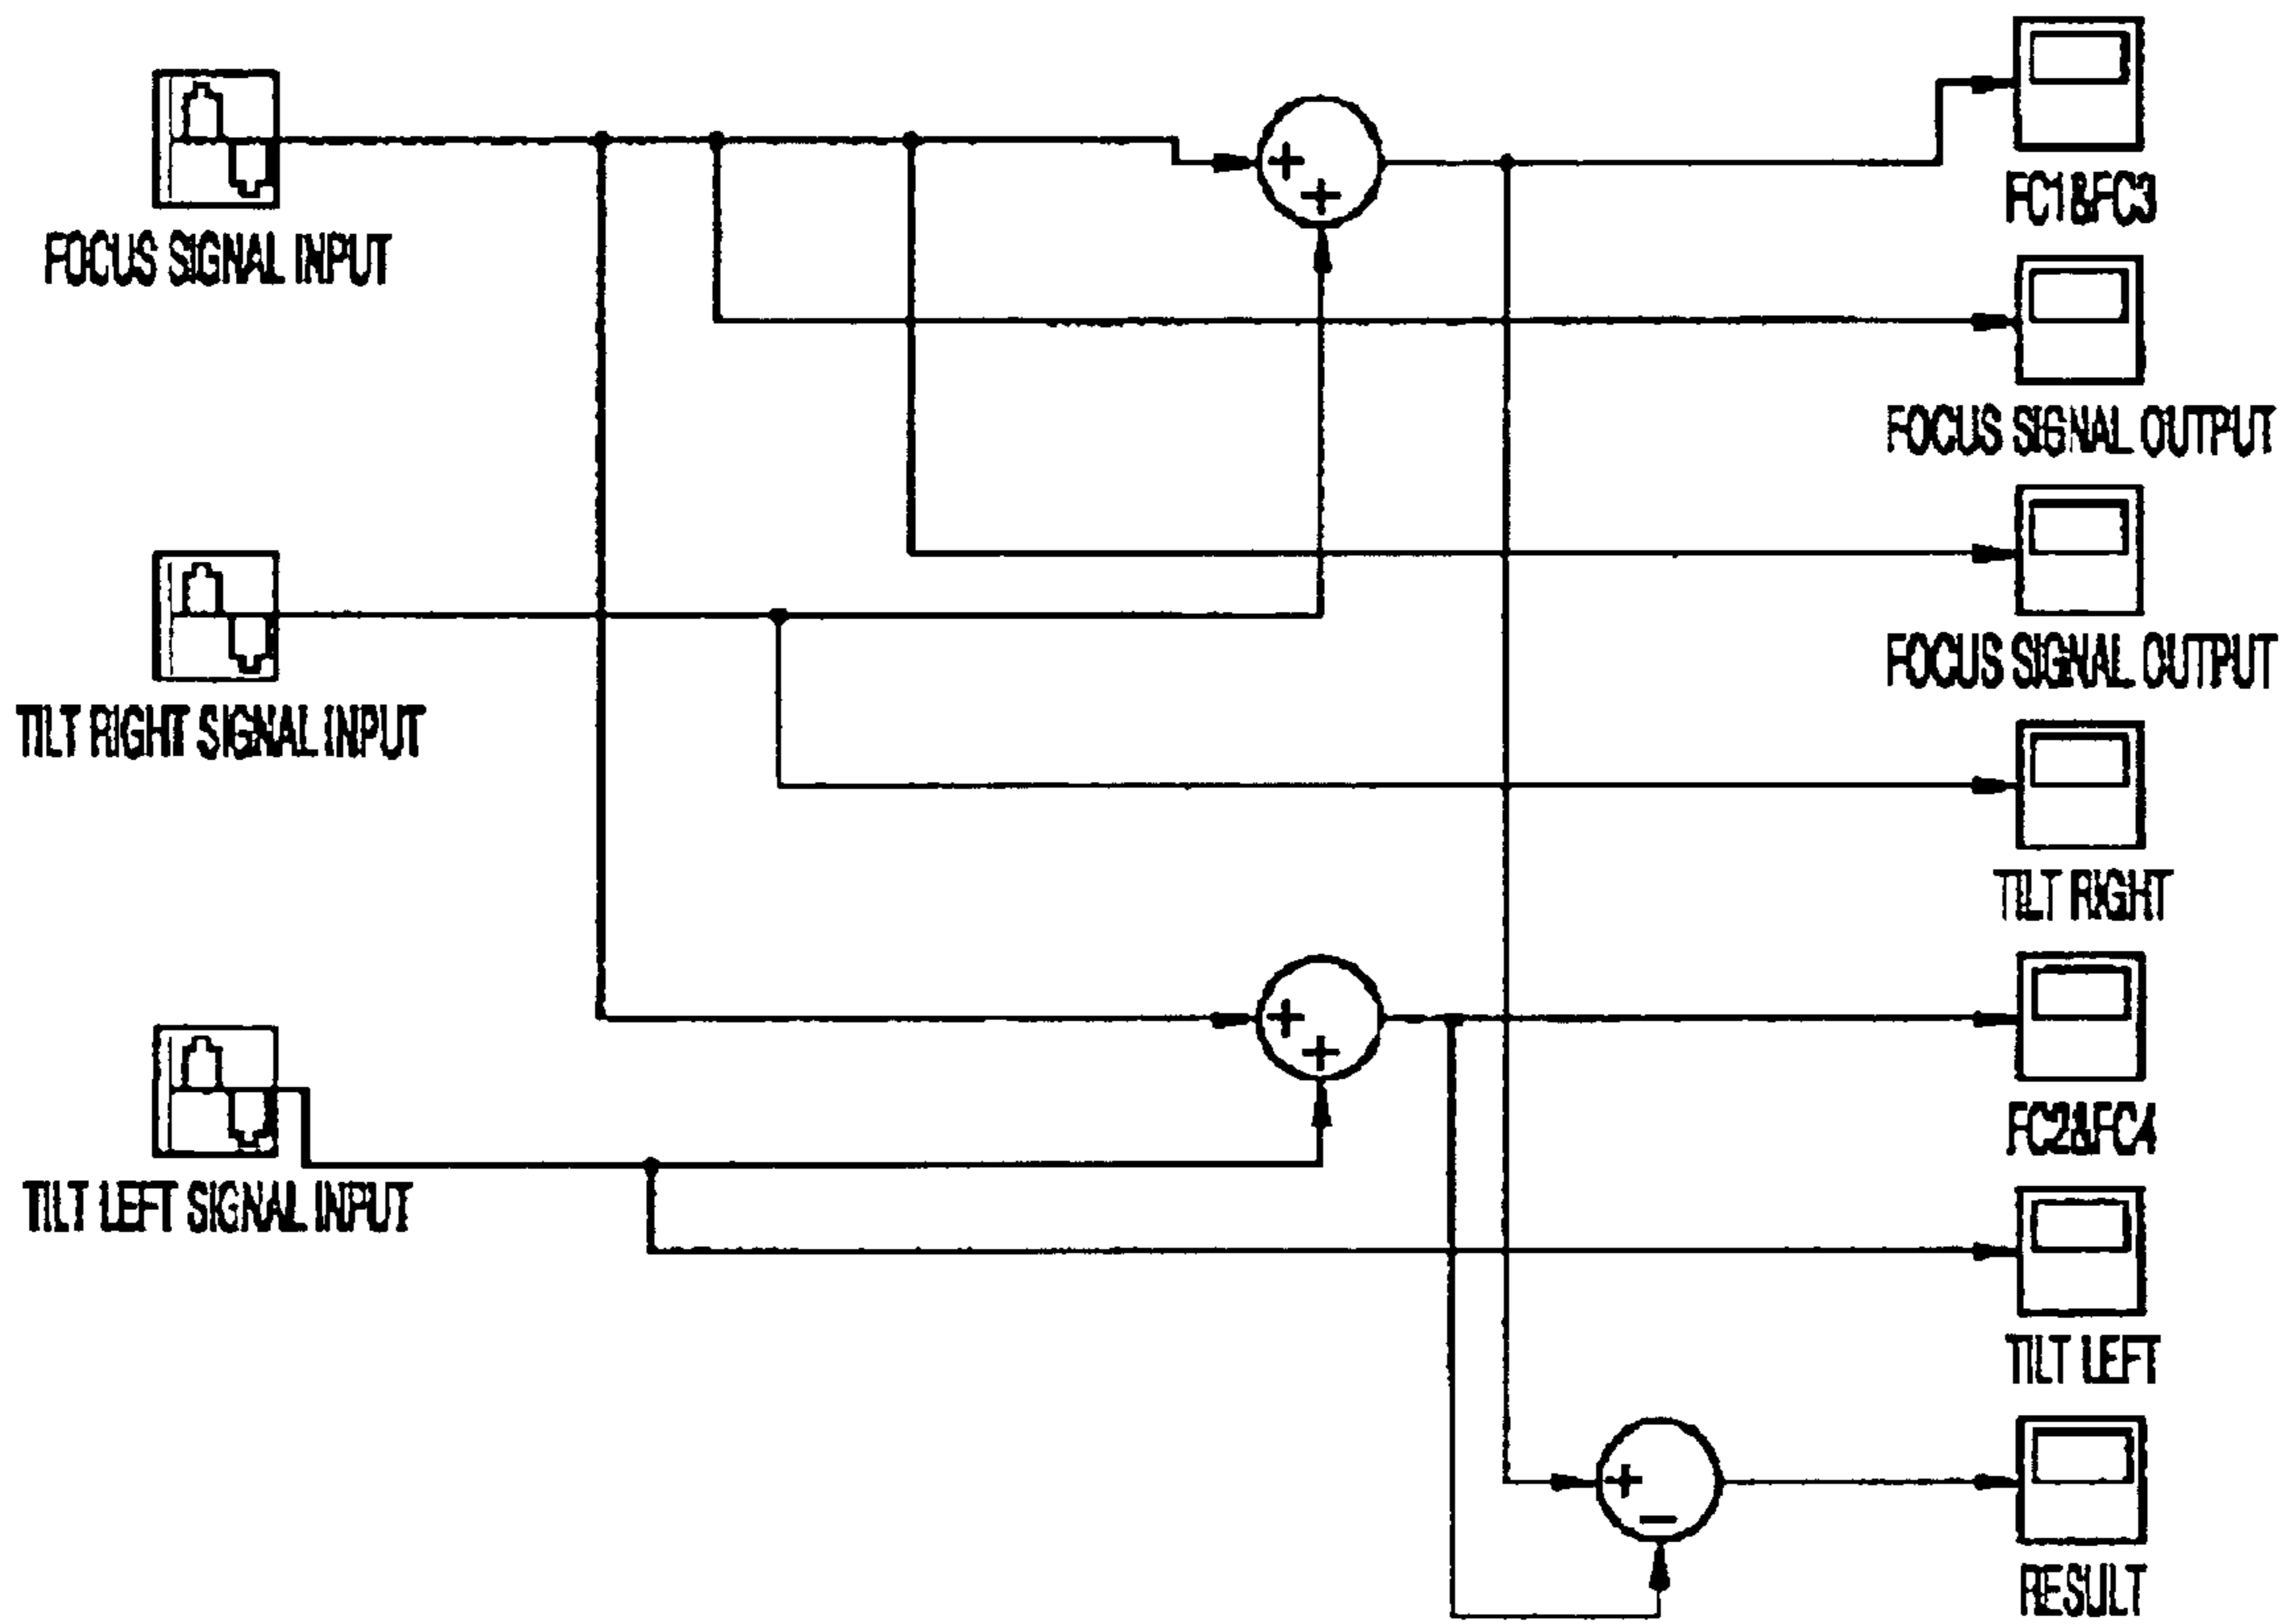 FC1&FC3
FOCUS SIGNAL INPUT
FOCUS SIGNAL OUTPUT
FOCUS SIGNAL OUTPUT
TILT RIGHT SIGNAL INPUT
TILT RIGHT
FC2&FC4
TILT LEFT SIGNAL INPUT
TILT LEFT
RESULT
+
+
+
+
+
−